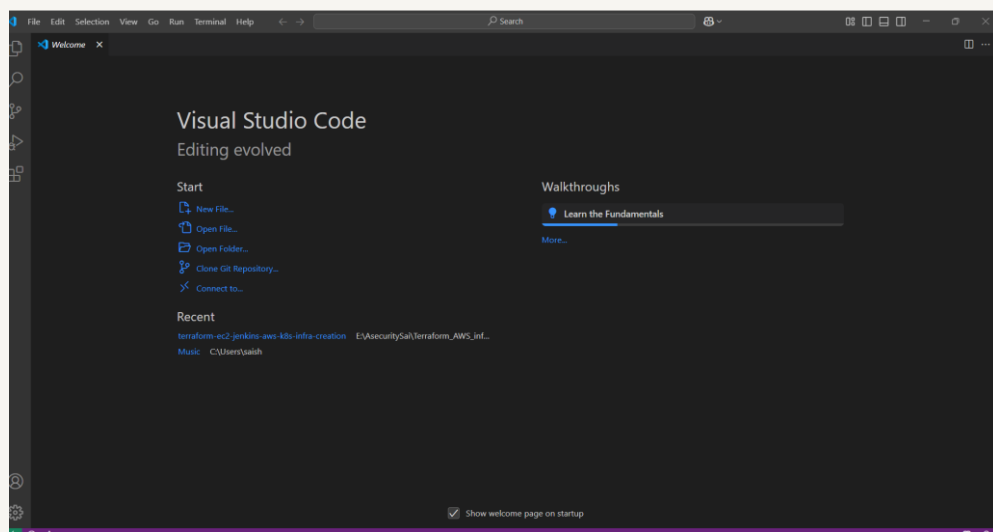 File Edit Selection View Go Run Terminal Help
Search
Welcome
Visual Studio Code
Editing evolved
Start
New File...
Open File...
Open Folder...
Clone Git Repository...
Connect to...
Recent
terraform-ec2-jenkins-aws-k8s-infra-creation E:\AsecuritySai\Terraform_AWS_inf...
Music C:\Users\saish
Walkthroughs
Learn the Fundamentals
More...
Show welcome page on startup